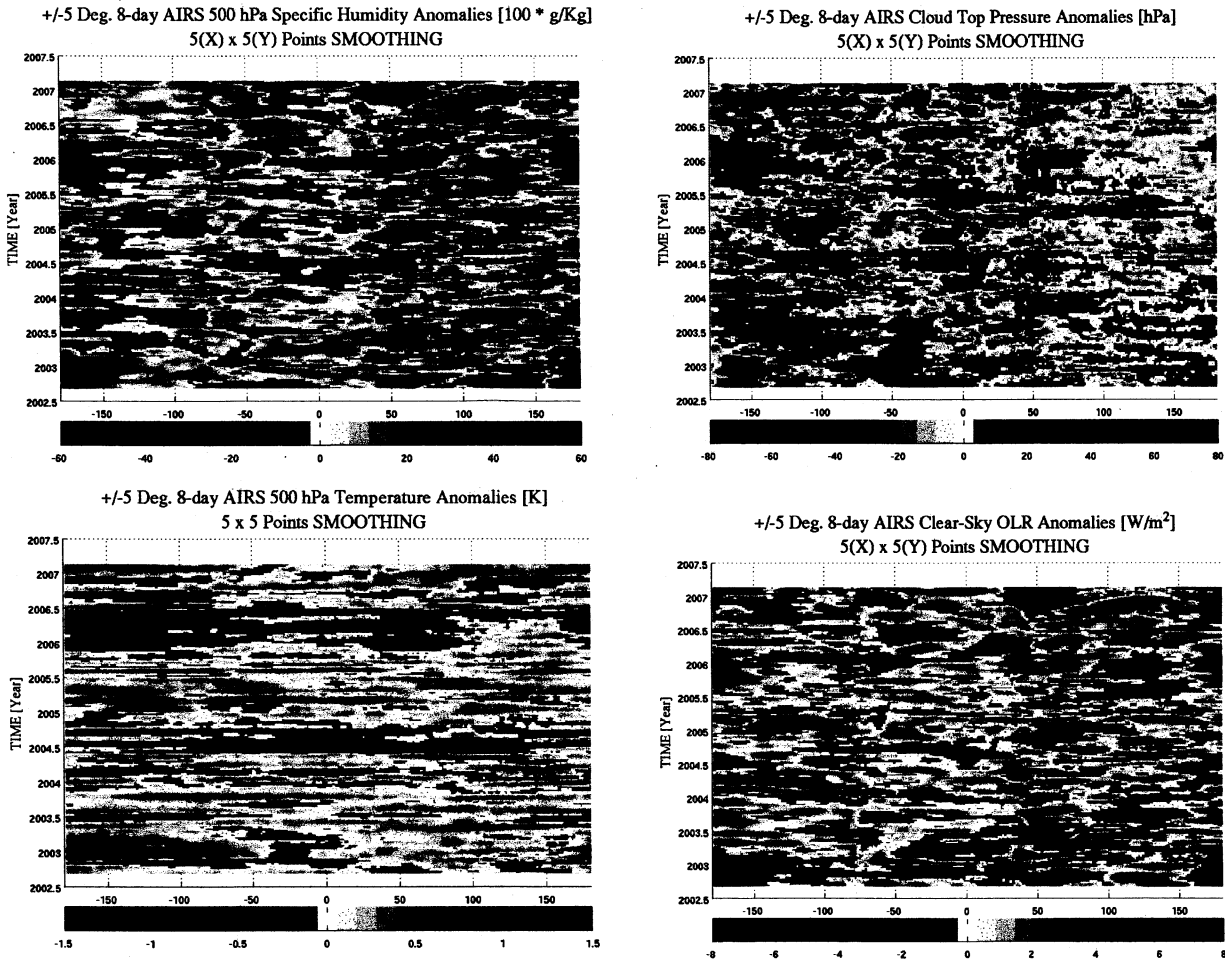 +/-5 Deg. 8-day AIRS 500 hPa Specific Humidity Anomalies [100 * g/Kg]
5(X) x 5(Y) Points SMOOTHING
2007.5
2007
2006.5
2006
2005.5
2005
2004.5
2004
2003.5
2003
2002.5
TIME [Year]
-150 -100 -50 0 50 100 150
-60 -40 -20 0 20 40 60
+/-5 Deg. 8-day AIRS Cloud Top Pressure Anomalies [hPa]
5(X) x 5(Y) Points SMOOTHING
2007.5
2007
2006.5
2006
2005.5
2005
2004.5
2004
2003.5
2003
2002.5
TIME [Year]
-150 -100 -50 0 50 100 150
-80 -60 -40 -20 0 20 40 60 80
+/-5 Deg. 8-day AIRS 500 hPa Temperature Anomalies [K]
5 x 5 Points SMOOTHING
2007.5
2007
2006.5
2006
2005.5
2005
2004.5
2004
2003.5
2003
2002.5
TIME [Year]
-150 -100 -50 0 50 100 150
-1.5 -1 -0.5 0 0.5 1 1.5
+/-5 Deg. 8-day AIRS Clear-Sky OLR Anomalies [W/m²]
5(X) x 5(Y) Points SMOOTHING
2007.5
2007
2006.5
2006
2005.5
2005
2004.5
2004
2003.5
2003
2002.5
TIME [Year]
-150 -100 -50 0 50 100 150
-8 -6 -4 -2 0 2 4 6 8